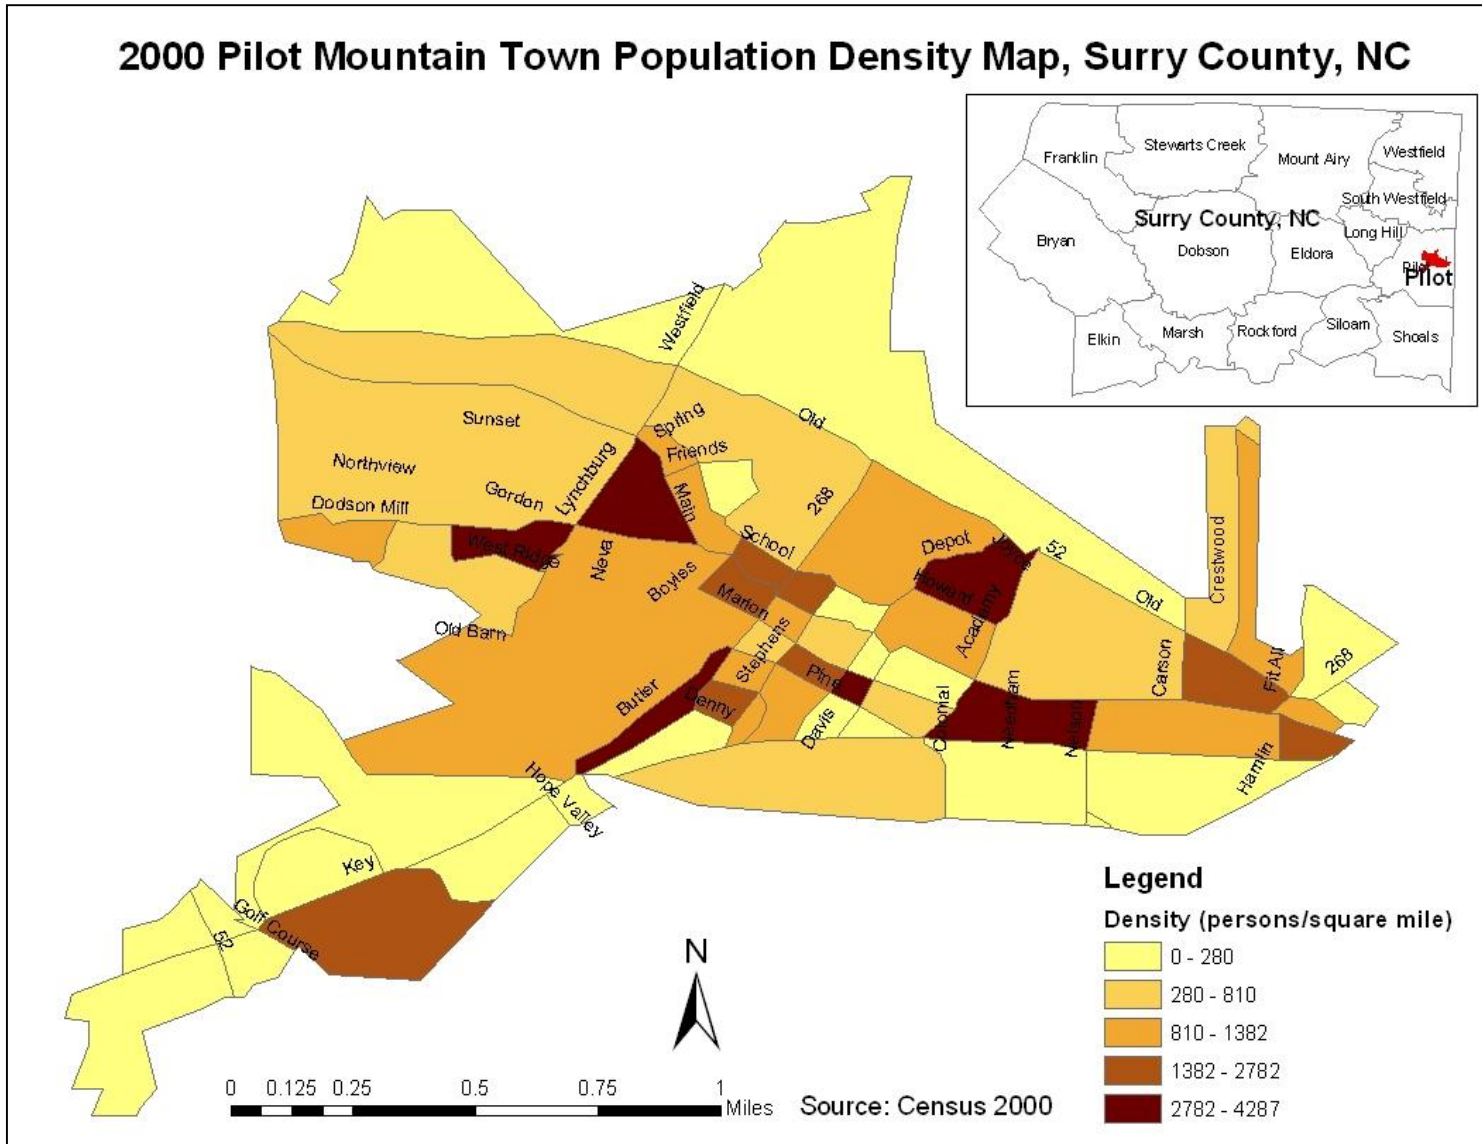 2000 Pilot Mountain Town Population Density Map, Surry County, NC
Franklin
Stewarts Creek
Mount Airy
Westfield
South Westfield
Surry County, NC
Long Hill
Bryan
Dobson
Eldora
Pilot
Pilot
Elkin
Marsh
Rockford
Siloam
Shoals
Westfield
Old
Spring
Friends
Sunset
Northview
Gordon
Lynchburg
Dodson Mill
Main
268
School
West Ridge
Neva
Boyles
Depot
Joyce
52
Howard
Academy
Marion
Stephens
Old
Crestwood
Old Barn
Carson
Fit All
268
Butler
Denny
Pine
Davis
Colonial
Needham
Nelson
Hamlin
Hope Valley
Key
Golf Course
52
N
0 0.125 0.25 0.5 0.75 1
Miles
Source: Census 2000
Legend
Density (persons/square mile)
0 - 280
280 - 810
810 - 1382
1382 - 2782
2782 - 4287